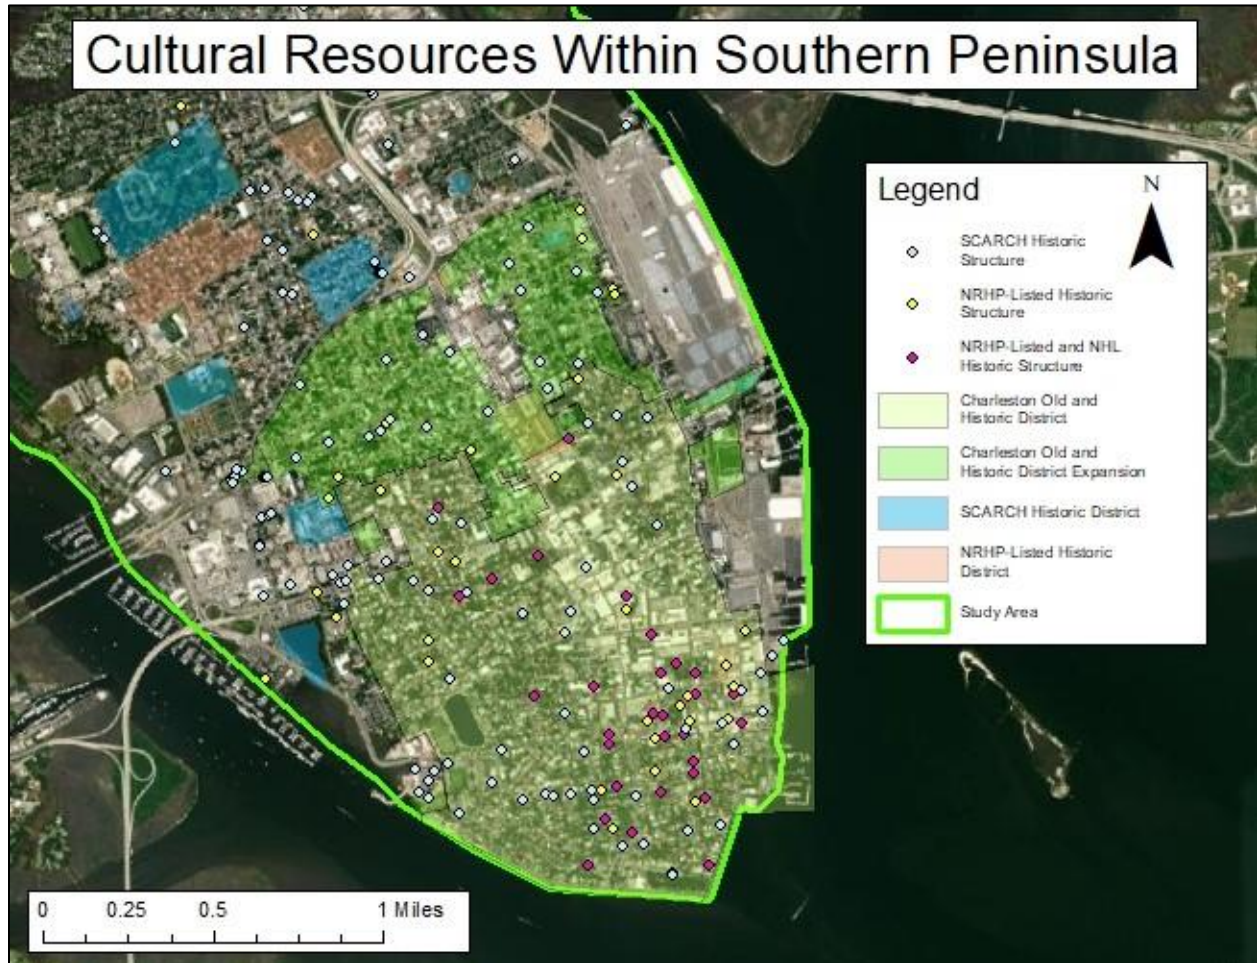 Cultural Resources Within Southern Peninsula
Legend
N
SCARCH Historic
Structure
NRHP-Listed Historic
Structure
NRHP-Listed and NHL
Historic Structure
Charleston Old and
Historic District
Charleston Old and
Historic District Expansion
SCARCH Historic District
NRHP-Listed Historic
District
Study Area
0 0.25 0.5 1 Miles